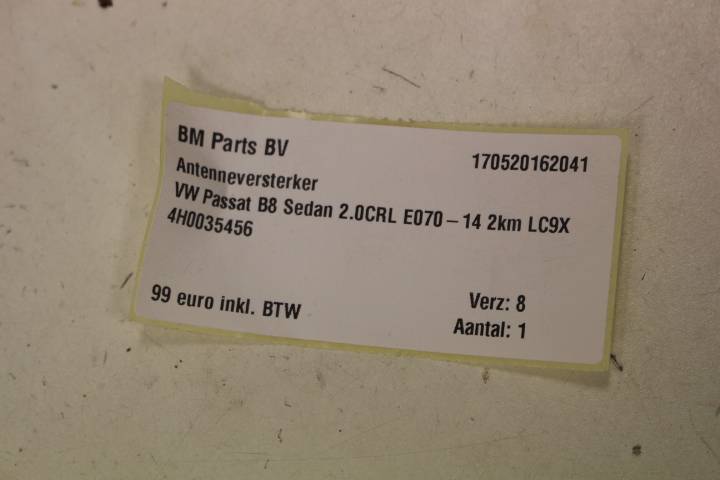 BM Parts BV 170520162041
Antenneversterker
VW Passat B8 Sedan 2.0CRL E070-14 2km LC9X
4H0035456
99 euro inkl. BTW Verz: 8
Aantal: 1